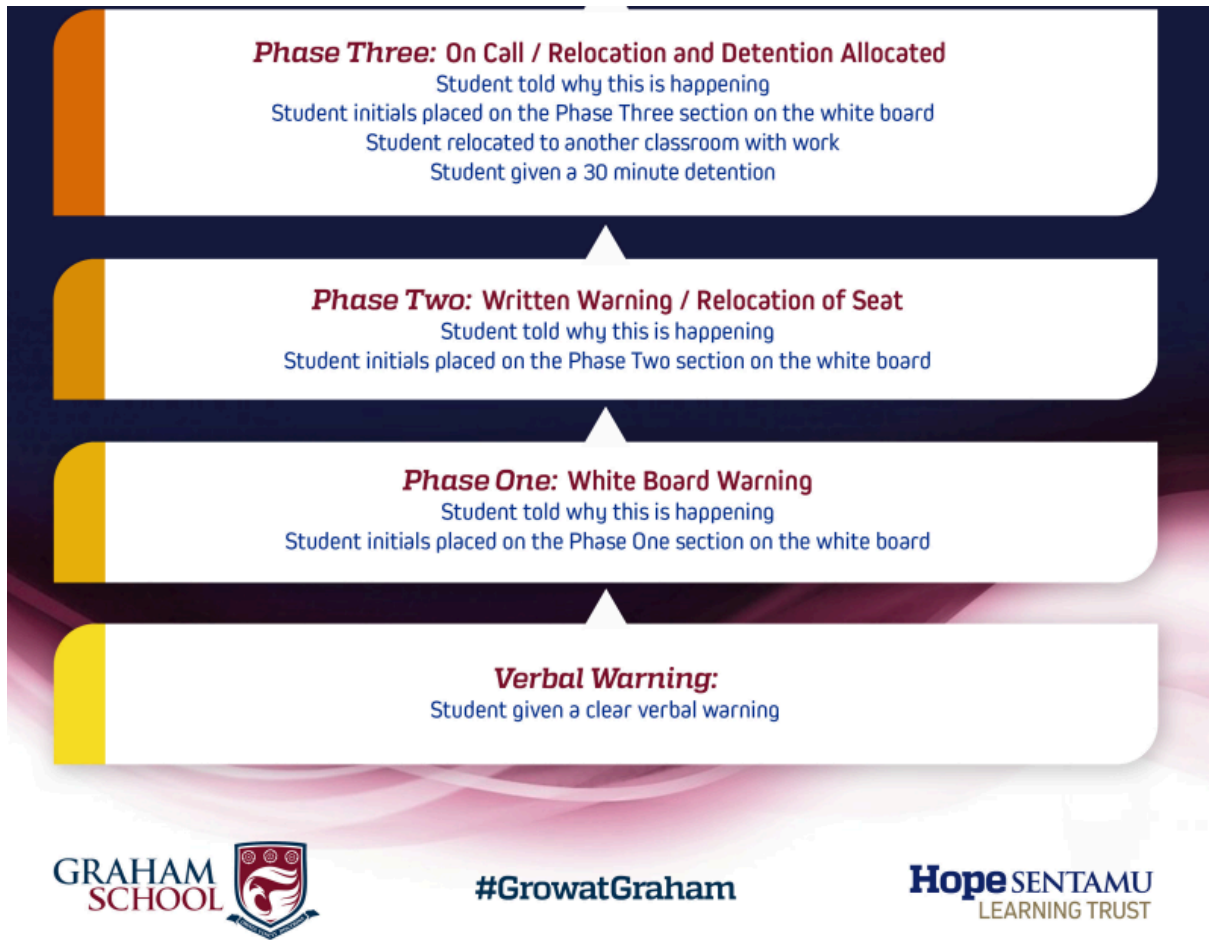 Phase Three: On Call / Relocation and Detention Allocated
Student told why this is happening
Student initials placed on the Phase Three section on the white board
Student relocated to another classroom with work
Student given a 30 minute detention
Phase Two: Written Warning / Relocation of Seat
Student told why this is happening
Student initials placed on the Phase Two section on the white board
Phase One: White Board Warning
Student told why this is happening
Student initials placed on the Phase One section on the white board
Verbal Warning:
Student given a clear verbal warning
GRAHAM
SCHOOL
#GrowatGraham
Hope SENTAMU
LEARNING TRUST